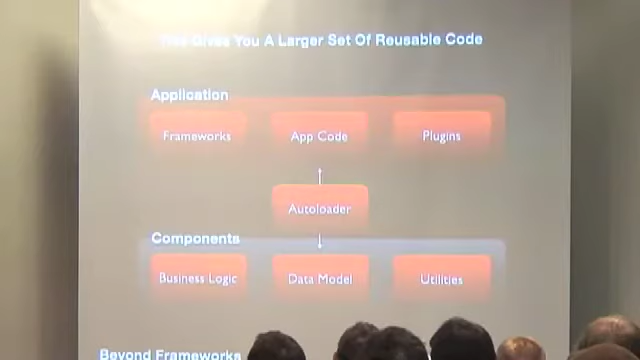 This Gives You A Larger Set Of Reusable Code
Application
Frameworks
App Code
Plugins
Autoloader
Components
Business Logic
Data Model
Utilities
Beyond Frameworks